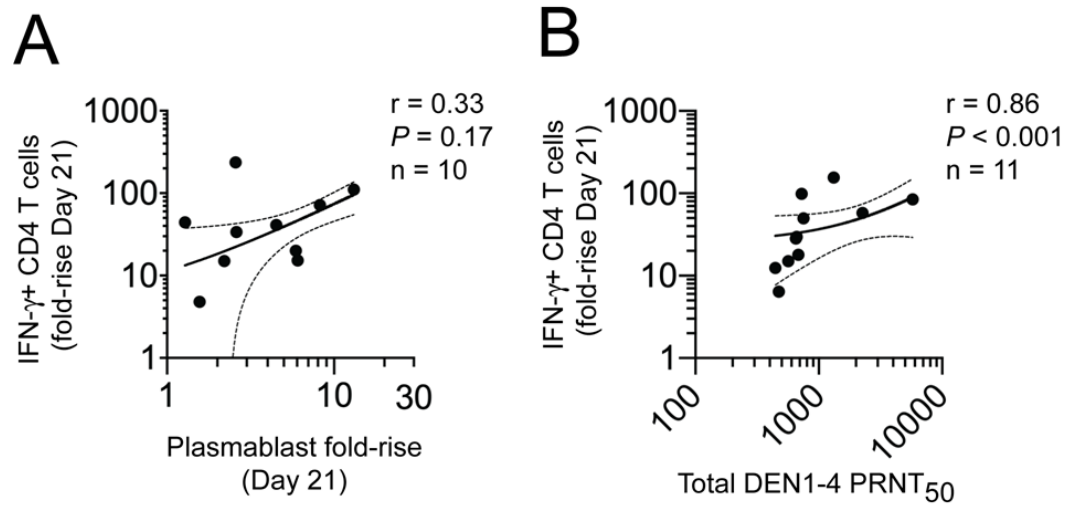 A
IFN-γ+ CD4 T cells
(fold-rise Day 21)
1000
100
10
1
1
10
30
Plasmablast fold-rise
(Day 21)
r = 0.33
P = 0.17
n = 10
B
IFN-γ+ CD4 T cells
(fold-rise Day 21)
1000
100
10
1
100
1000
10000
Total DEN1-4 PRNT50
r = 0.86
P < 0.001
n = 11